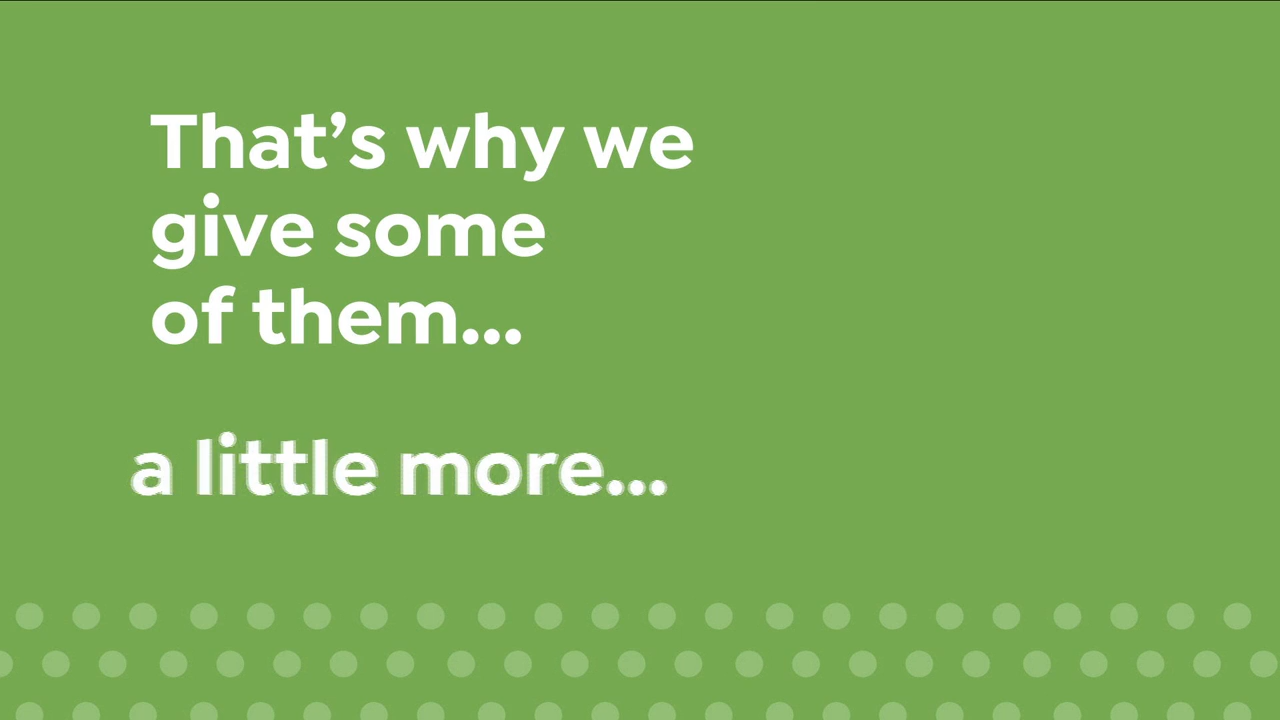 That’s why we
give some
of them...
a little more...